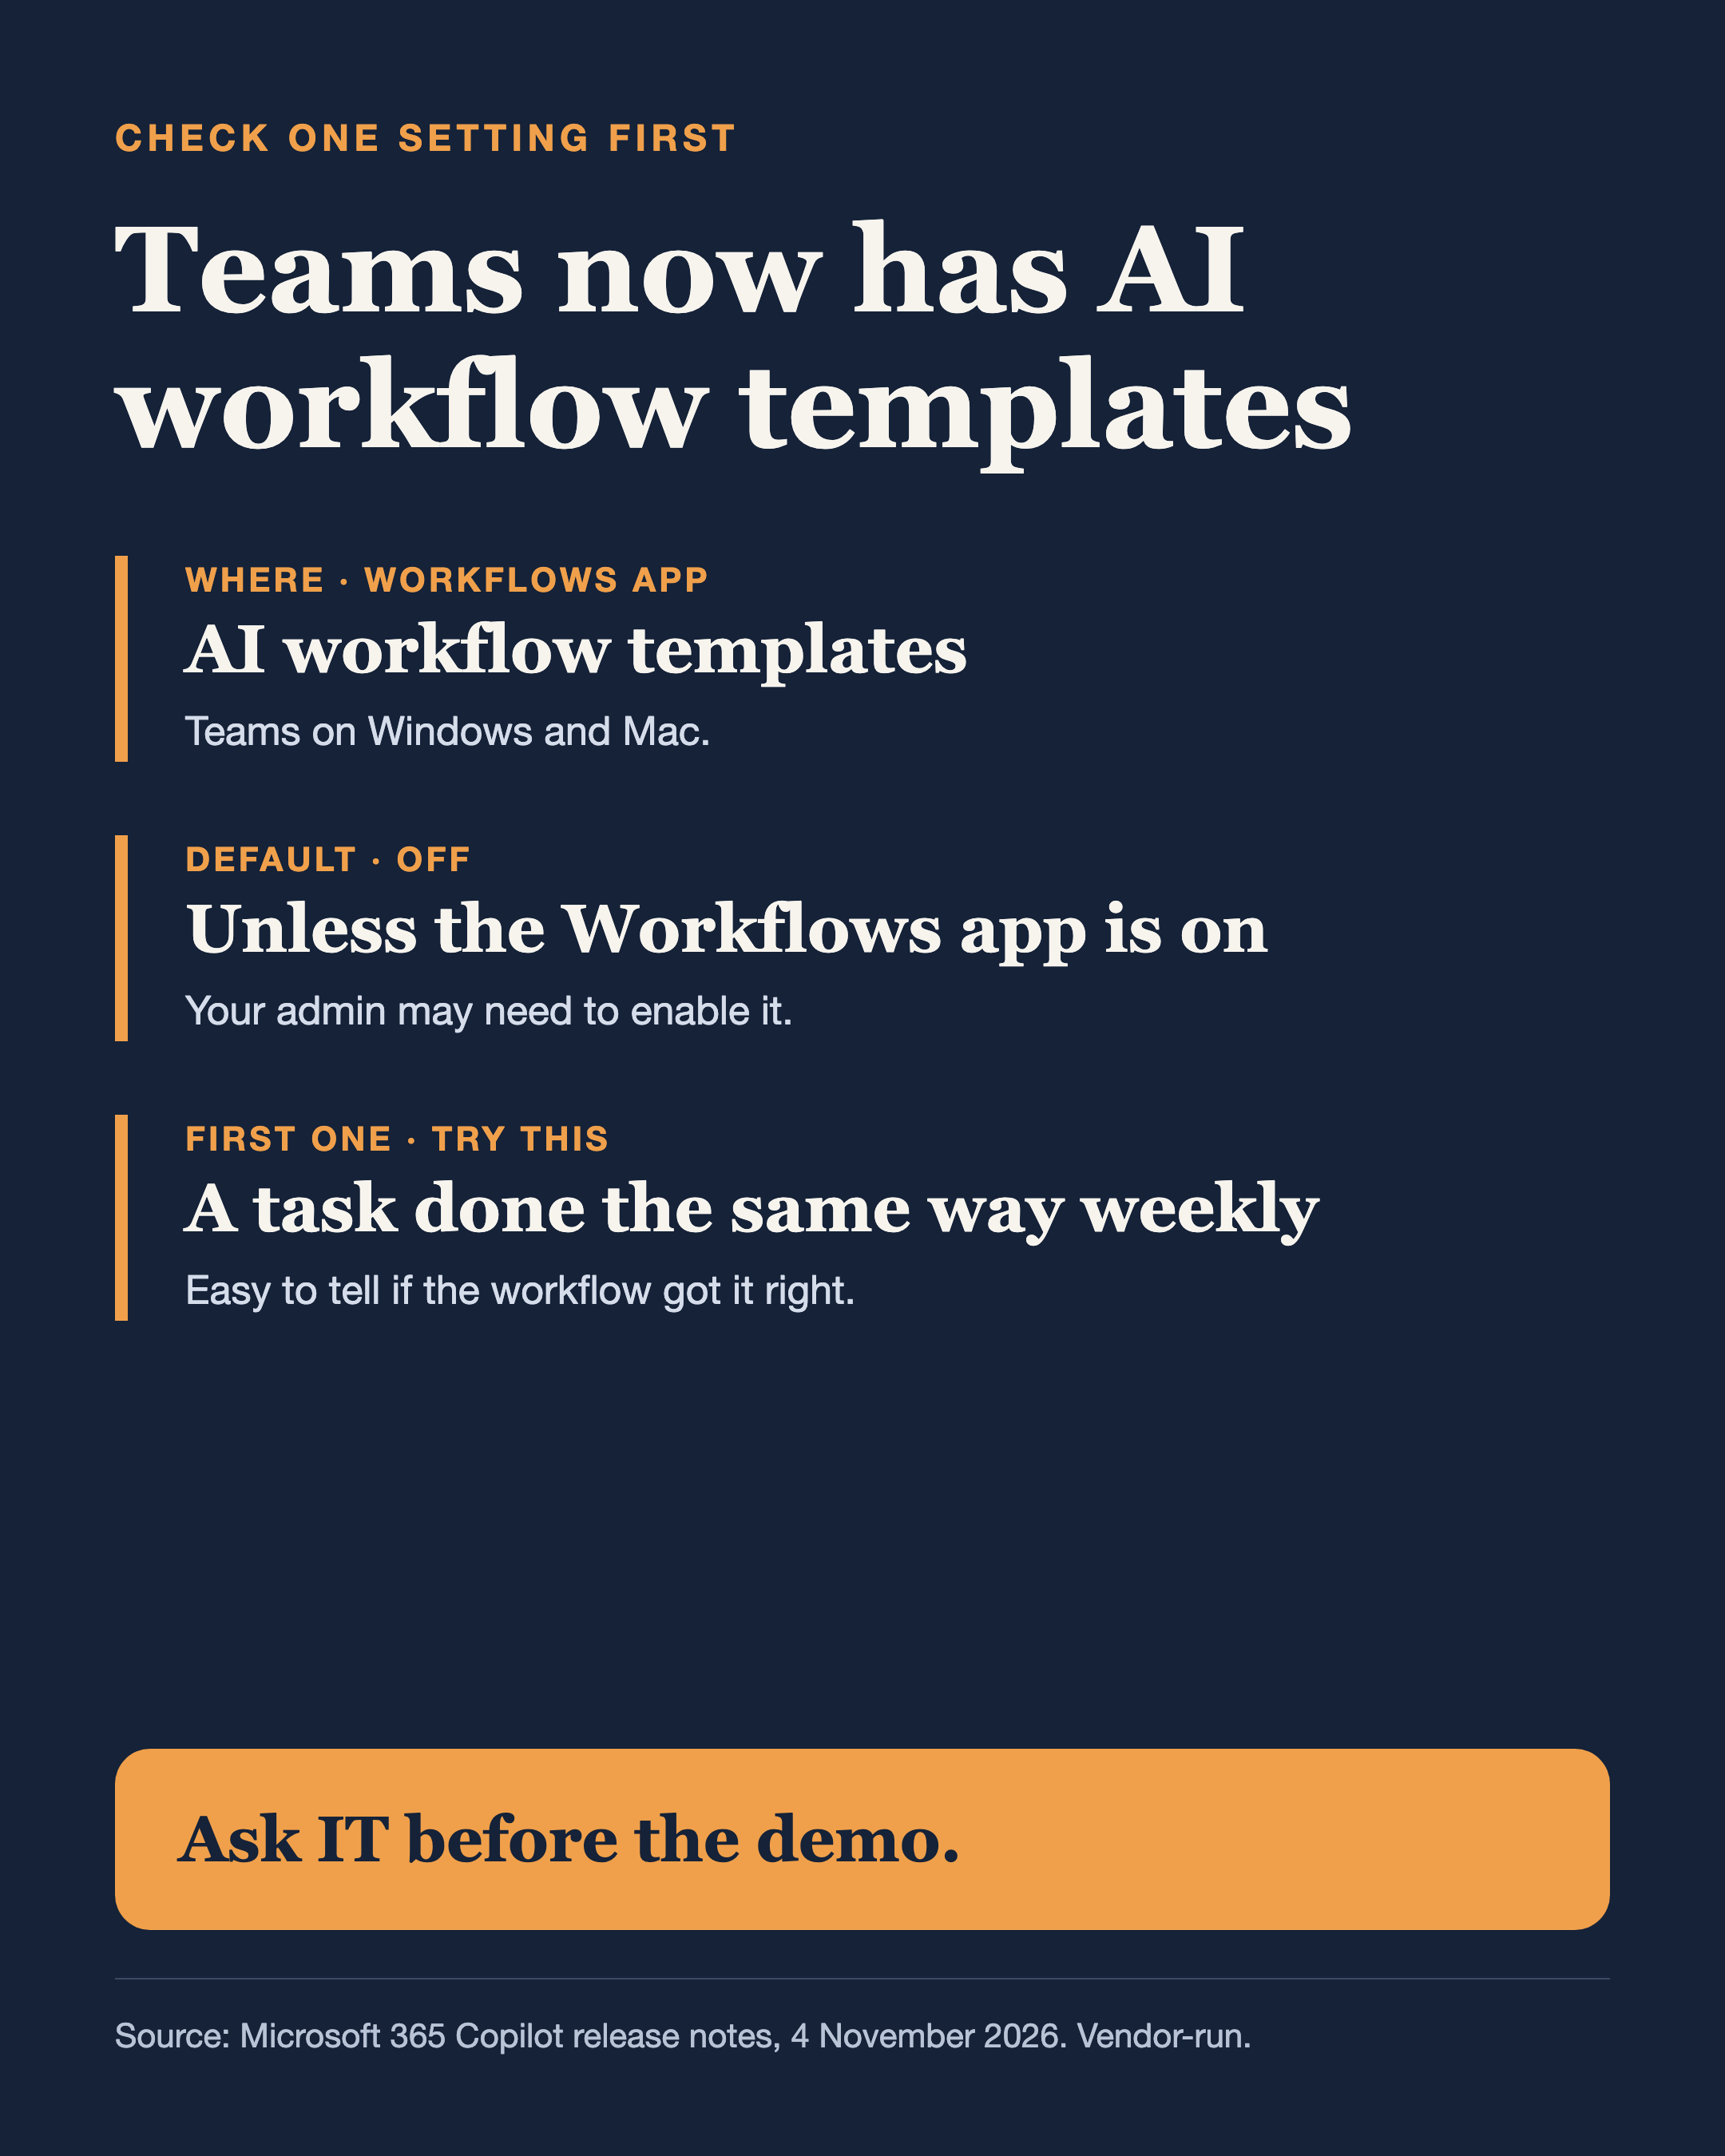 CHECK ONE SETTING FIRST
Teams now has AI
workflow templates
WHERE · WORKFLOWS APP
AI workflow templates
Teams on Windows and Mac.
DEFAULT · OFF
Unless the Workflows app is on
Your admin may need to enable it.
FIRST ONE · TRY THIS
A task done the same way weekly
Easy to tell if the workflow got it right.
Ask IT before the demo.
Source: Microsoft 365 Copilot release notes, 4 November 2026. Vendor-run.